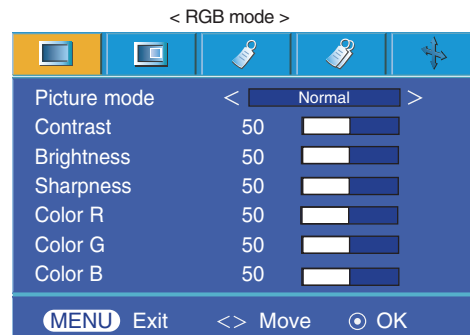 < RGB mode >
Picture mode < Normal >
Contrast 50
Brightness 50
Sharpness 50
Color R 50
Color G 50
Color B 50
MENU Exit <> Move ⊙ OK